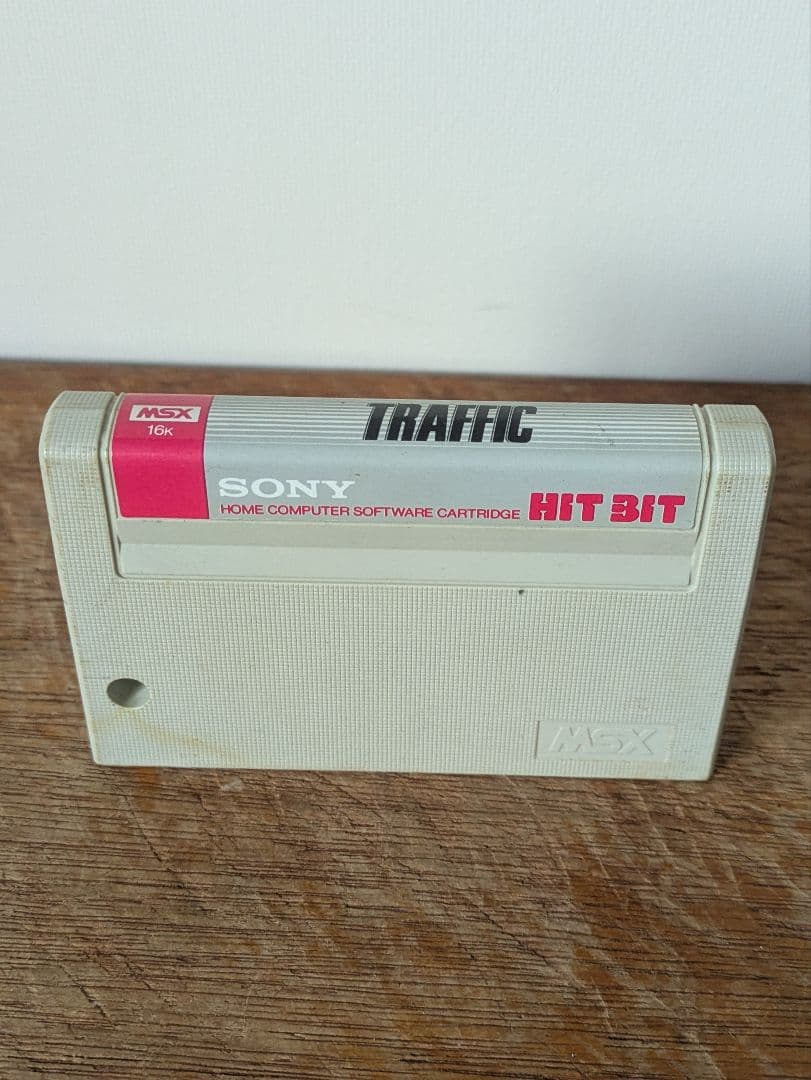 MSX
16K
TRAFFIC
SONY
HOME COMPUTER SOFTWARE CARTRIDGE HIT BIT
MSX